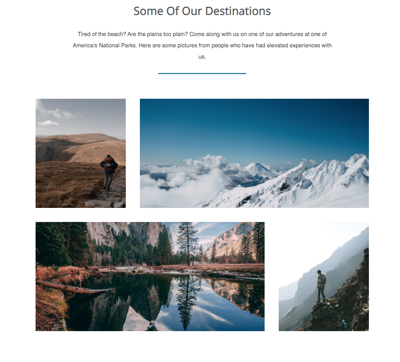 Some Of Our Destinations
Tired of the beach? Are the plains too plain? Come along with us on one of our adventures at one of
America's National Parks. Here are some pictures from people who have had elevated experiences with
us.